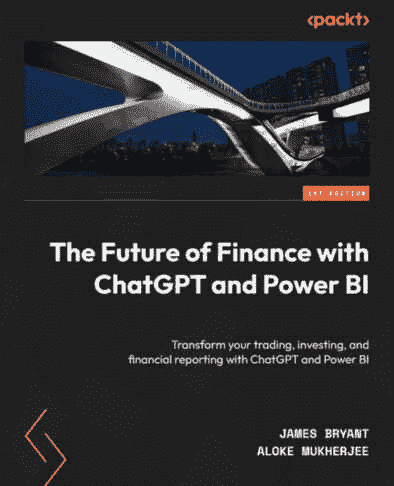 <packt>
1ST EDITION
The Future of Finance with
ChatGPT and Power BI
Transform your trading, investing, and
financial reporting with ChatGPT and Power BI
JAMES BRYANT
ALOKE MUKHERJEE